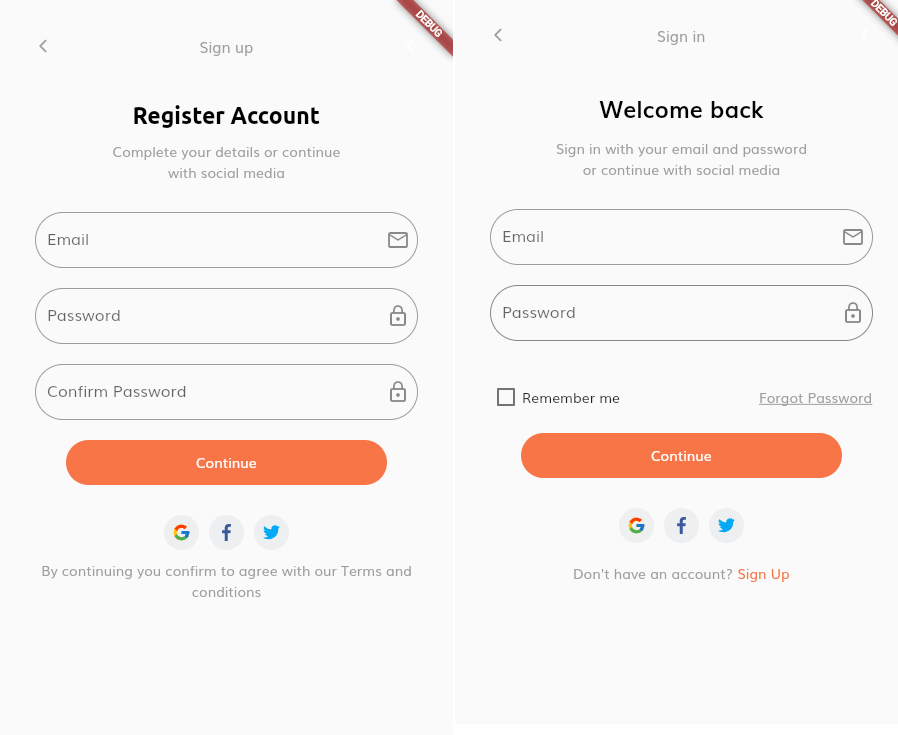 DEBUG
Sign up
Register Account
Complete your details or continue
with social media
Email
Password
Confirm Password
Continue
By continuing you confirm to agree with our Terms and
conditions
DEBUG
Sign in
Welcome back
Sign in with your email and password
or continue with social media
Email
Password
Remember me
Forgot Password
Continue
Don't have an account? Sign Up